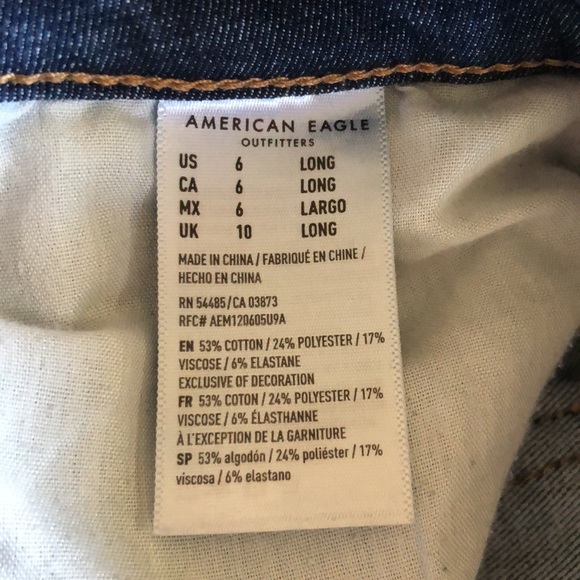 AMERICAN EAGLE
OUTFITTERS
US 6 LONG
CA 6 LONG
MX 6 LARGO
UK 10 LONG
MADE IN CHINA / FABRIQUÉ EN CHINE /
HECHO EN CHINA
RN 54485/CA 03873
RFC# AEM120605U9A
EN 53% COTTON / 24% POLYESTER / 17%
VISCOSE / 6% ELASTANE
EXCLUSIVE OF DECORATION
FR 53% COTON / 24% POLYESTER / 17%
VISCOSE / 6% ÉLASTHANNE
À L'EXCEPTION DE LA GARNITURE
SP 53% algodón / 24% poliéster / 17%
viscosa / 6% elastano